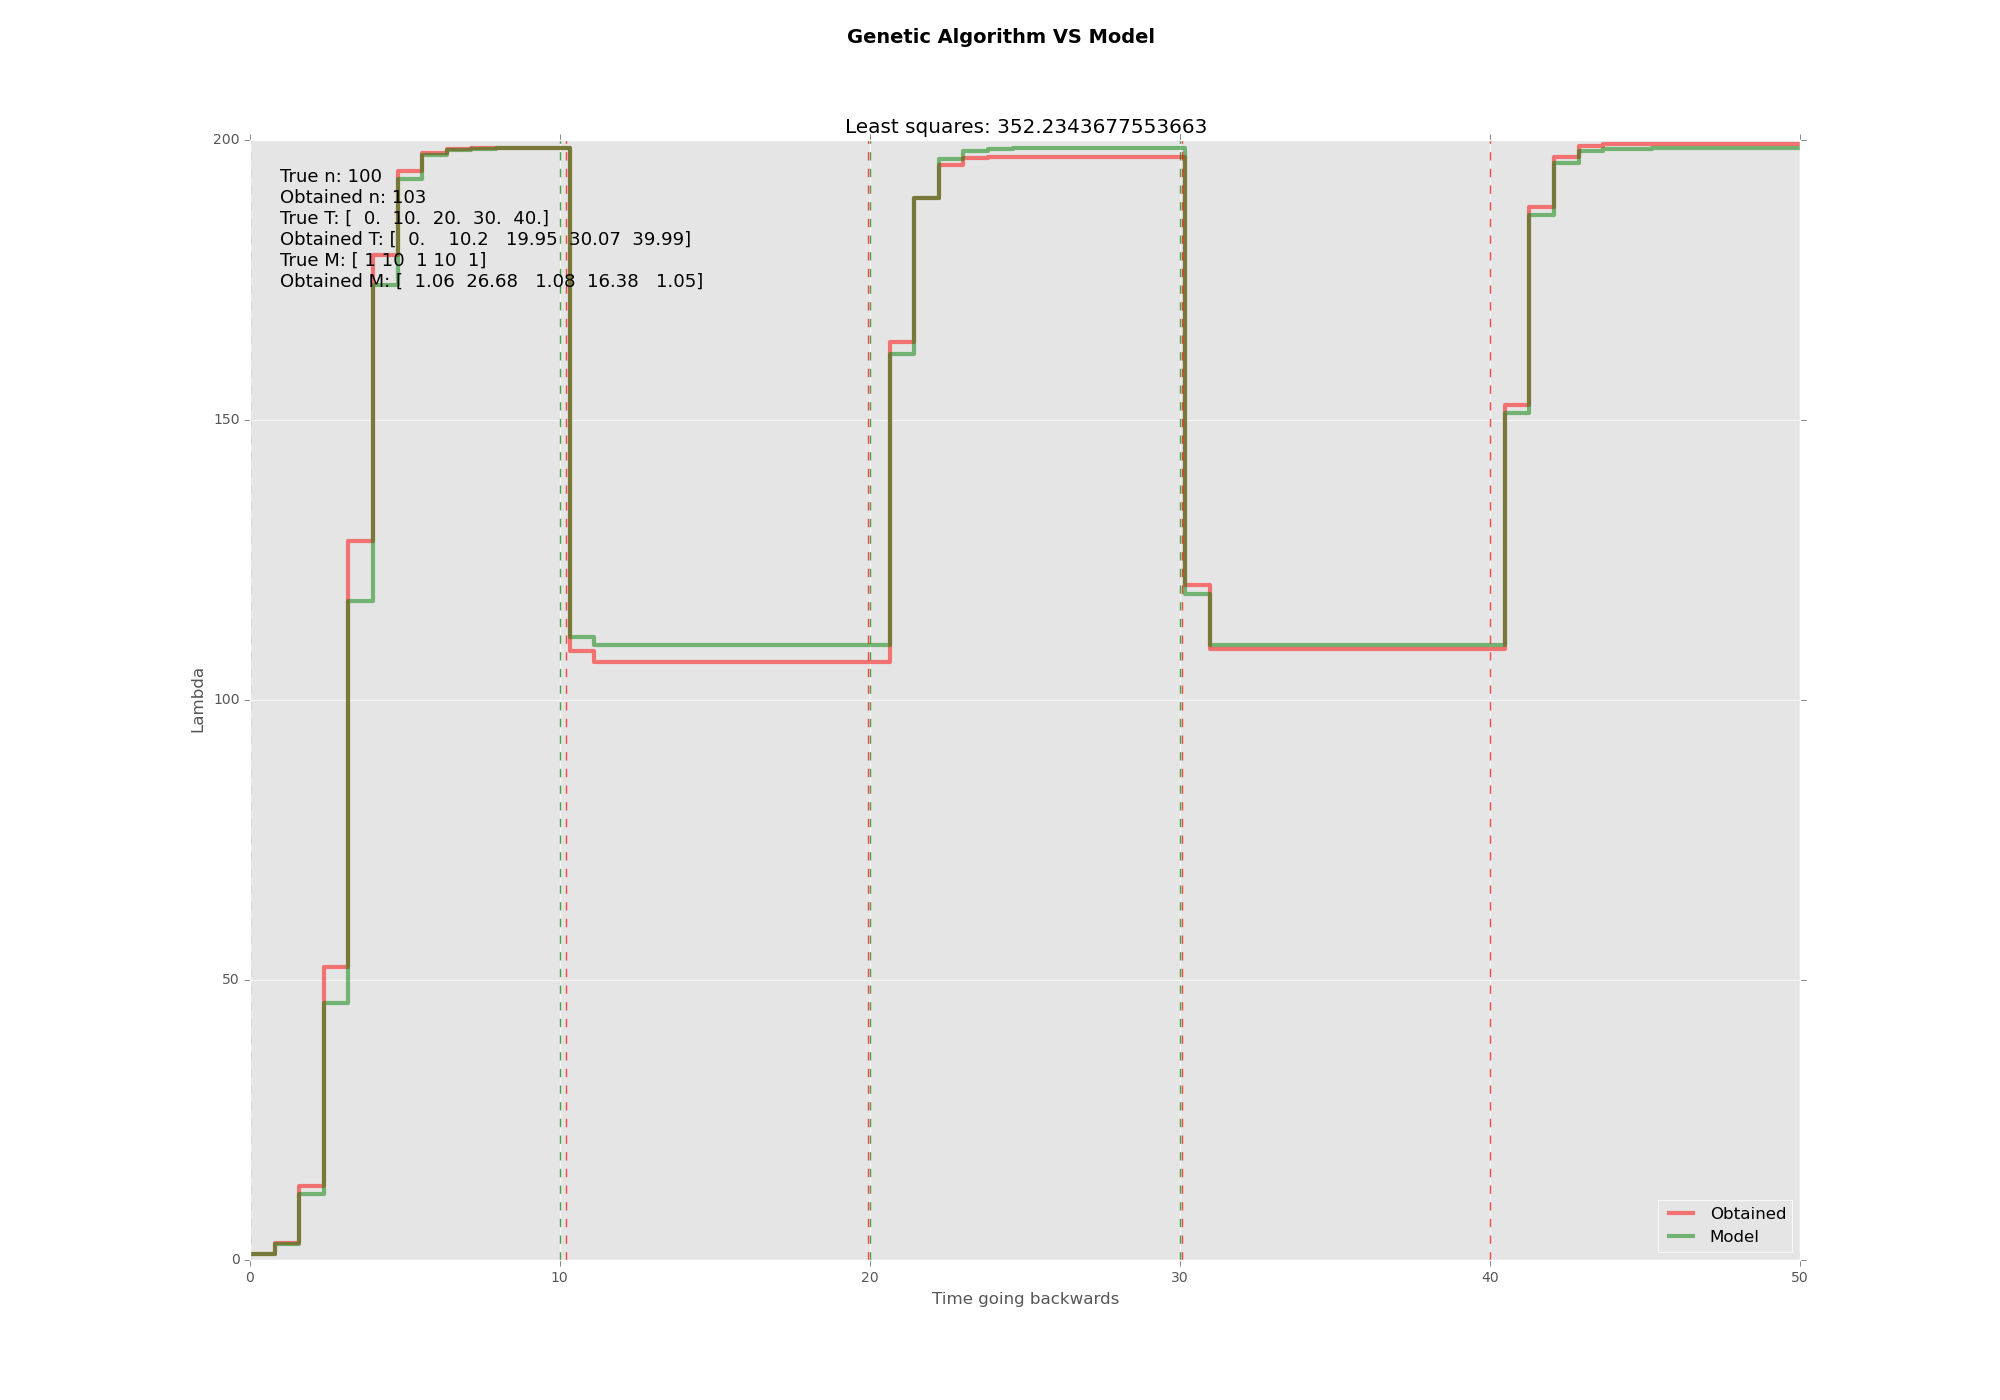 Genetic Algorithm VS Model
Least squares: 352.2343677553663
200
150
100
50
0
Lambda
True n: 100
Obtained n: 103
True T: [  0.  10.  20.  30.  40.]
Obtained T: [  0.    10.2   19.95  30.07  39.99]
True M: [ 1 10  1 10  1]
Obtained M: [  1.06  26.68   1.08  16.38   1.05]
Obtained
Model
0 10 20 30 40 50
Time going backwards